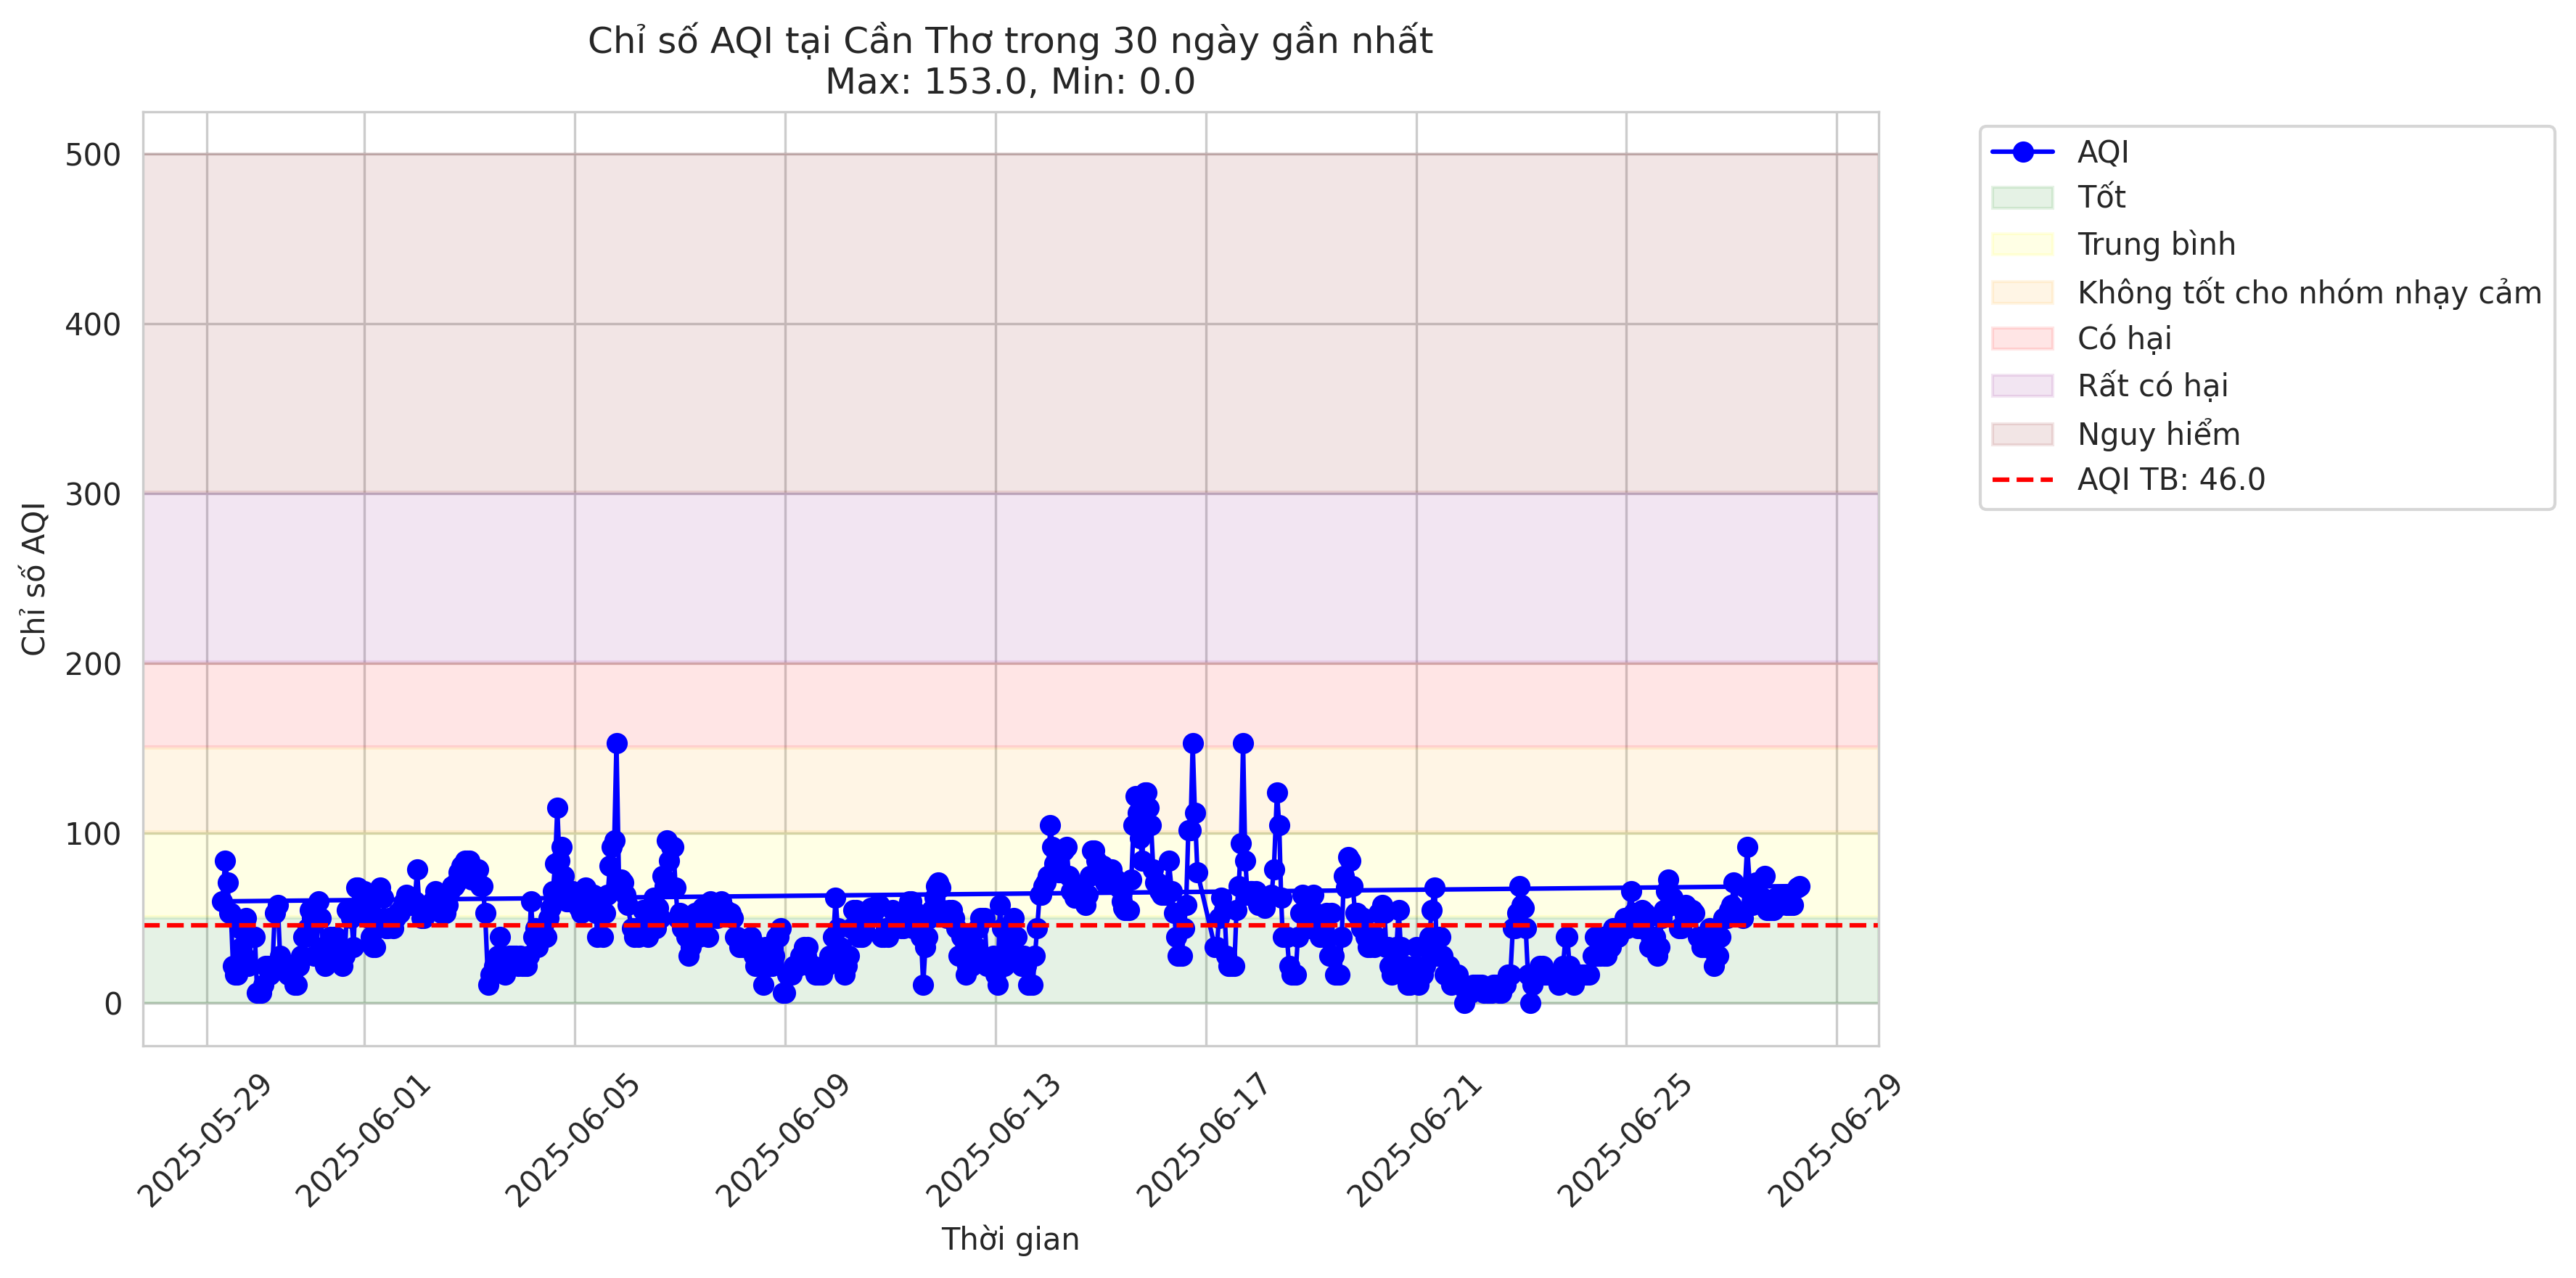 Chỉ số AQI tại Cần Thơ trong 30 ngày gần nhất
Max: 153.0, Min: 0.0
Chỉ số AQI
500
400
300
200
100
0
2025-05-29
2025-06-01
2025-06-05
2025-06-09
2025-06-13
2025-06-17
2025-06-21
2025-06-25
2025-06-29
Thời gian
AQI
Tốt
Trung bình
Không tốt cho nhóm nhạy cảm
Có hại
Rất có hại
Nguy hiểm
AQI TB: 46.0